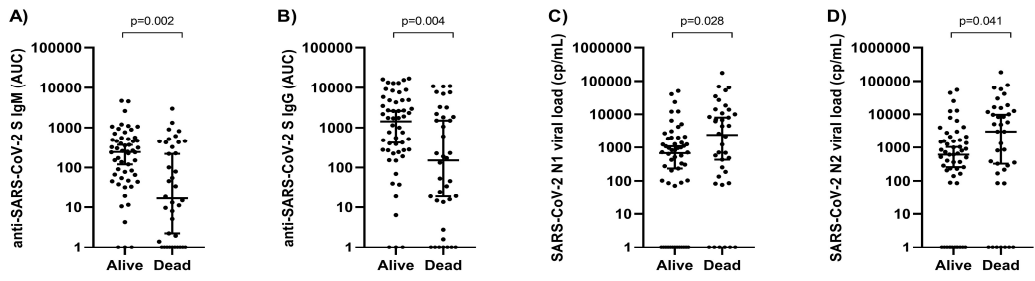 A)
p=0.002
anti-SARS-CoV-2 S IgM (AUC)
100000
10000
1000
100
10
1
Alive Dead
B)
p=0.004
anti-SARS-CoV-2 S IgG (AUC)
100000
10000
1000
100
10
1
Alive Dead
C)
p=0.028
SARS-CoV-2 N1 viral load (cp/mL)
1000000
100000
10000
1000
100
10
1
Alive Dead
D)
p=0.041
SARS-CoV-2 N2 viral load (cp/mL)
1000000
100000
10000
1000
100
10
1
Alive Dead